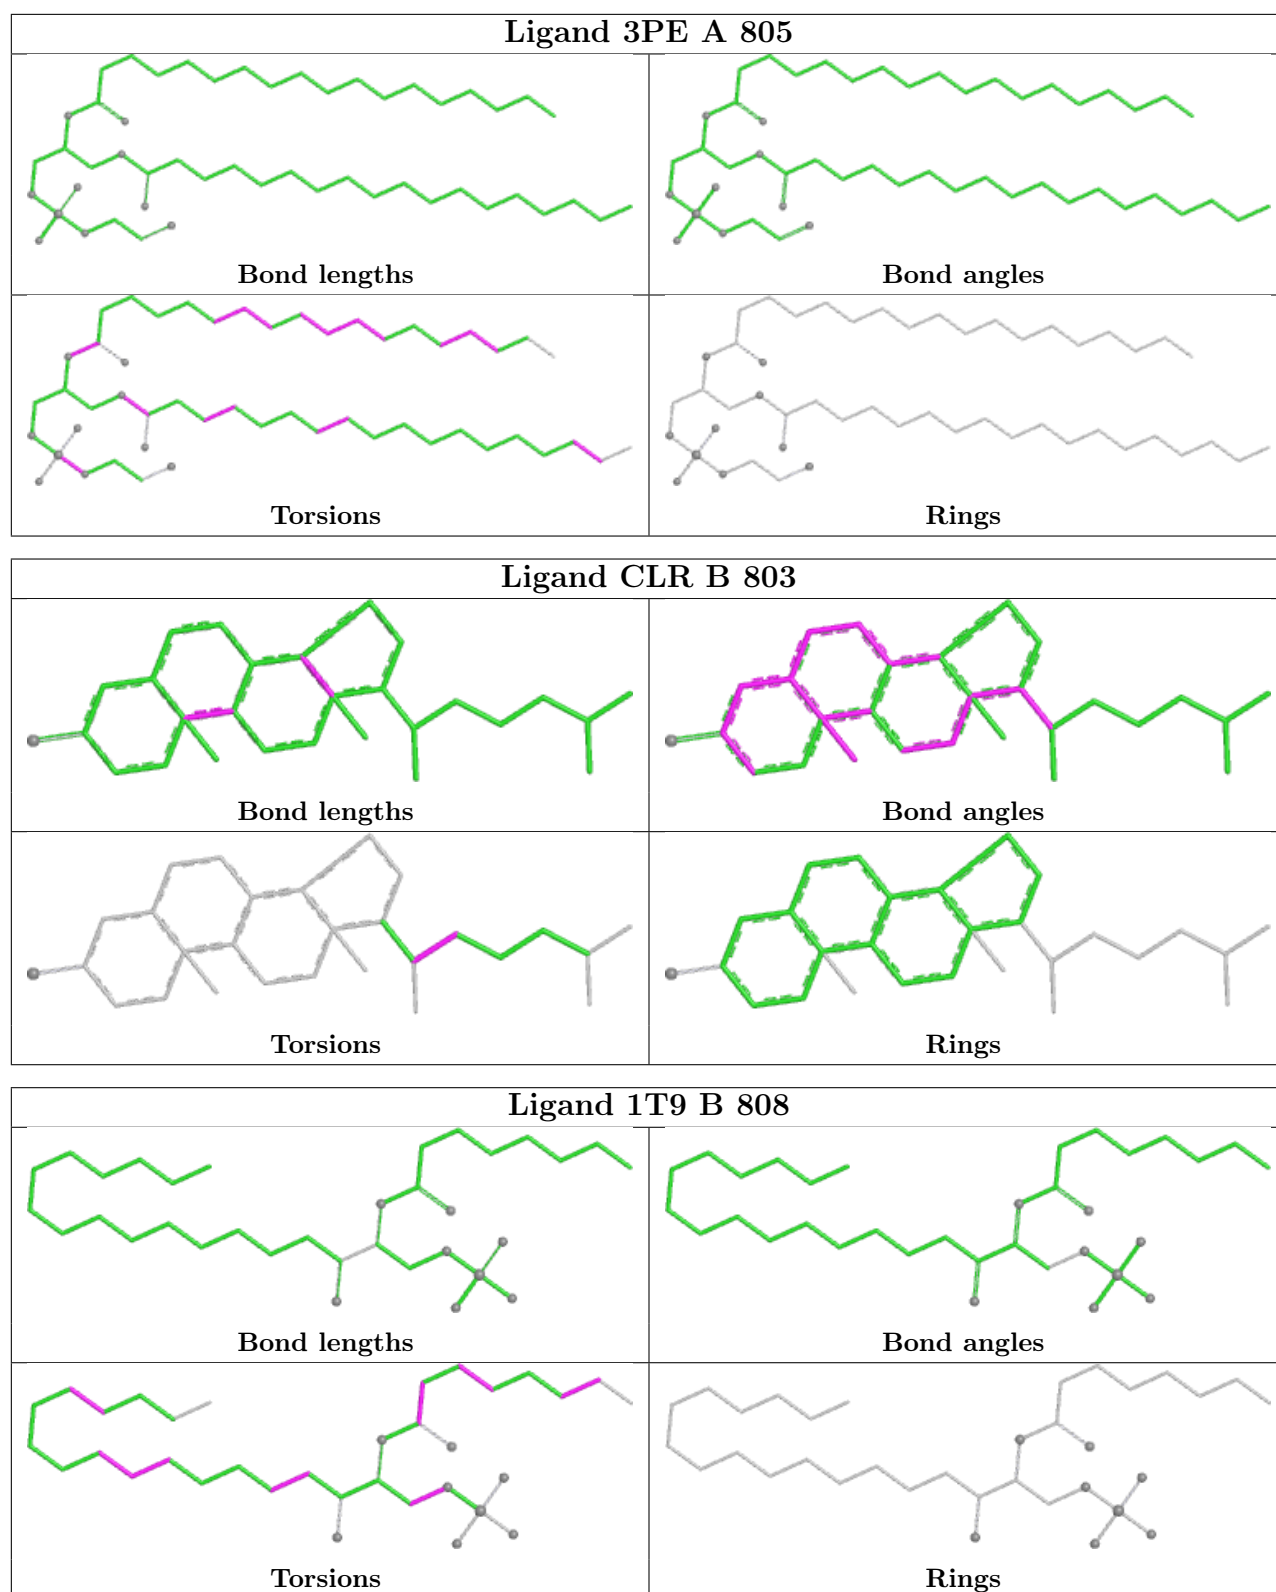 Ligand 3PE A 805
Bond lengths
Bond angles
Torsions
Rings
Ligand CLR B 803
Bond lengths
Bond angles
Torsions
Rings
Ligand 1T9 B 808
Bond lengths
Bond angles
Torsions
Rings